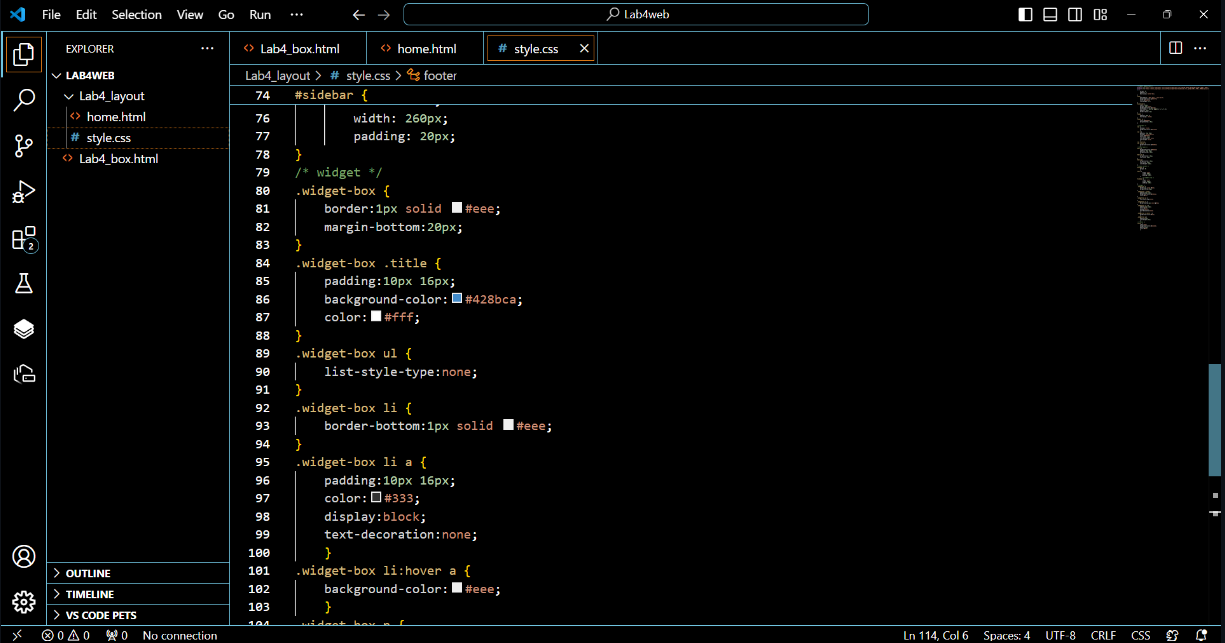 File Edit Selection View Go Run ··· Lab4web
EXPLORER ···
LAB4WEB
Lab4_layout
<> home.html
# style.css
<> Lab4_box.html
OUTLINE
TIMELINE
VS CODE PETS
2
<> Lab4_box.html <> home.html # style.css ×
Lab4_layout > # style.css > footer
74 #sidebar {
76 width: 260px;
77 padding: 20px;
78 }
79 /* widget */
80 .widget-box {
81 border:1px solid #eee;
82 margin-bottom:20px;
83 }
84 .widget-box .title {
85 padding:10px 16px;
86 background-color:#428bca;
87 color:#fff;
88 }
89 .widget-box ul {
90 list-style-type:none;
91 }
92 .widget-box li {
93 border-bottom:1px solid #eee;
94 }
95 .widget-box li a {
96 padding:10px 16px;
97 color:#333;
98 display:block;
99 text-decoration:none;
100 }
101 .widget-box li:hover a {
102 background-color:#eee;
103 }
104 .widget-box p {
0 0 0 No connection Ln 114, Col 6 Spaces: 4 UTF-8 CRLF CSS